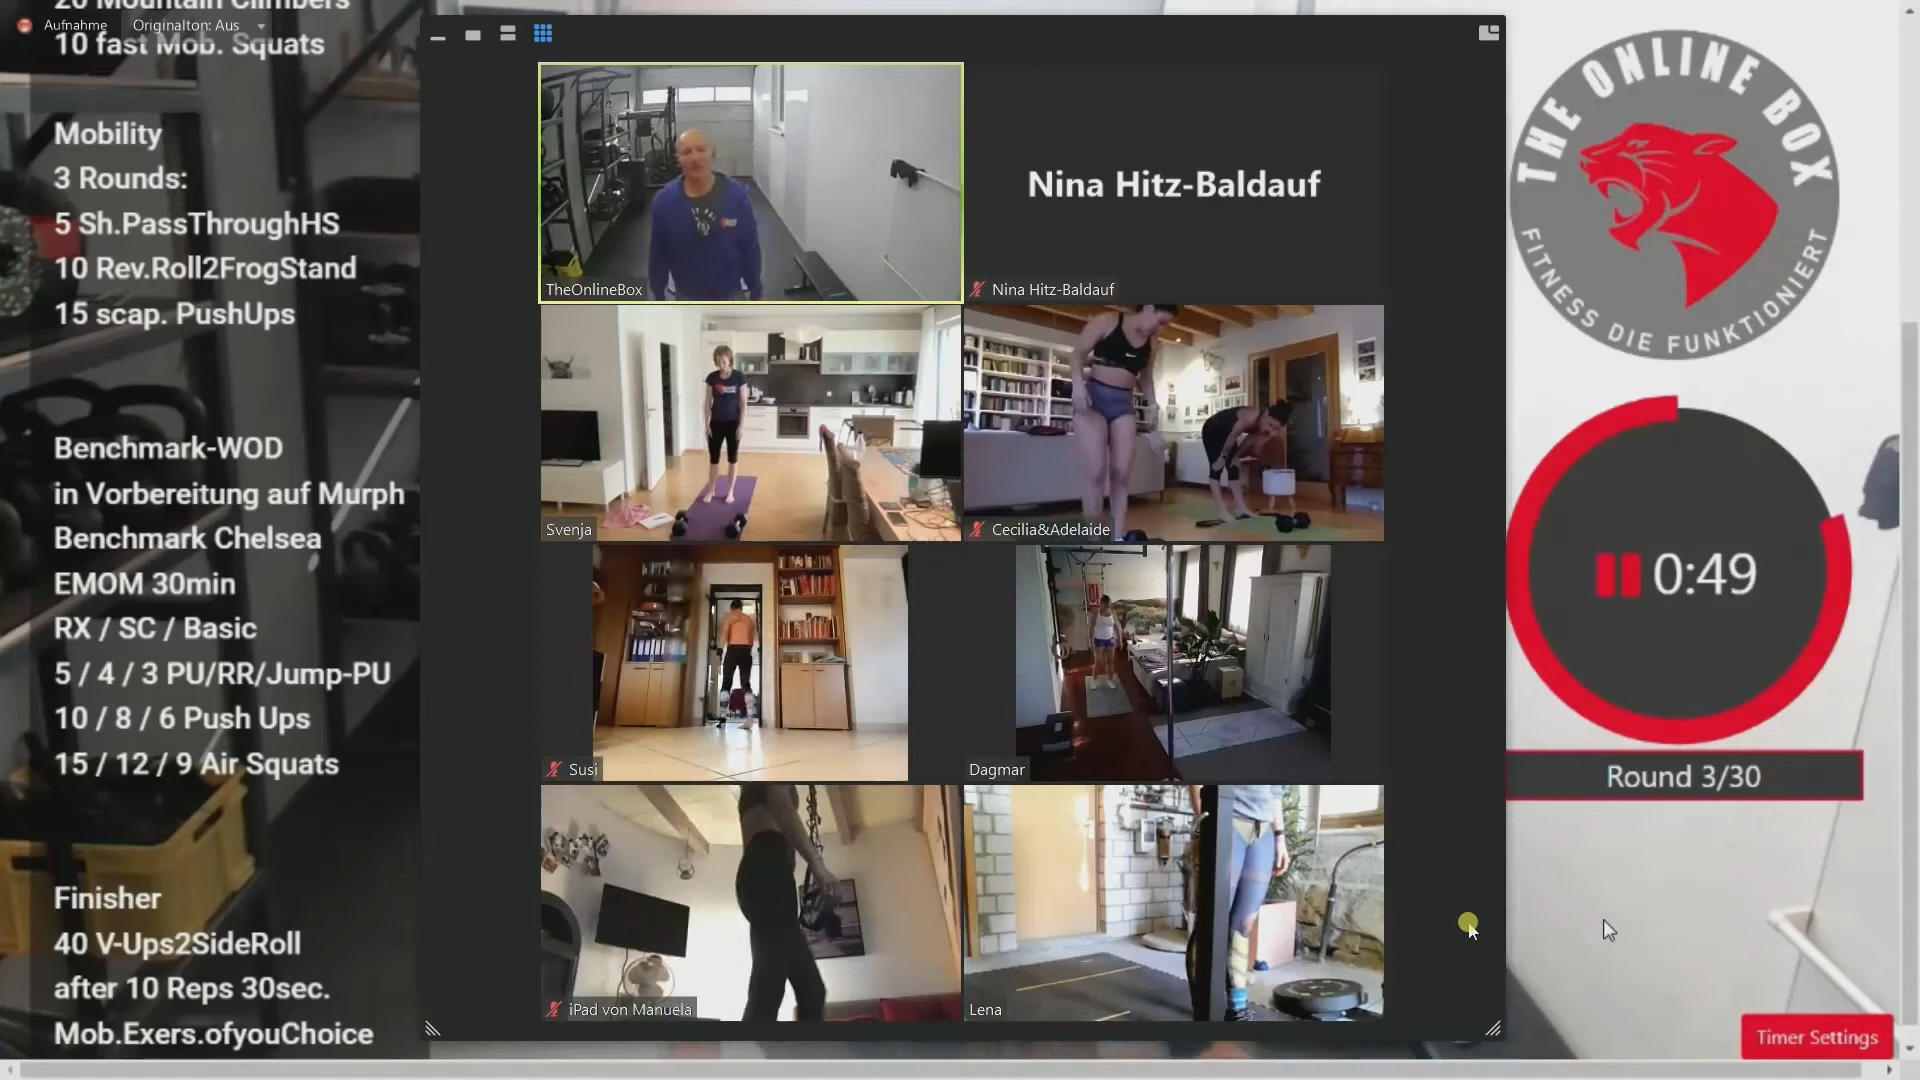 20 Mountain Climbers
Aufnahme
Originalton: Aus
10 fast Mob. Squats
Mobility
3 Rounds:
5 Sh.PassThroughHS
10 Rev.Roll2FrogStand
15 scap. PushUps
Benchmark-WOD
in Vorbereitung auf Murph
Benchmark Chelsea
EMOM 30min
RX / SC / Basic
5 / 4 / 3 PU/RR/Jump-PU
10 / 8 / 6 Push Ups
15 / 12 / 9 Air Squats
Finisher
40 V-Ups2SideRoll
after 10 Reps 30sec.
Mob.Exers.ofyouChoice
TheOnlineBox
Nina Hitz-Baldauf
Nina Hitz-Baldauf
Svenja
Cecilia&Adelaide
Susi
Dagmar
iPad von Manuela
Lena
THE ONLINE BOX
FITNESS DIE FUNKTIONIERT
0:49
Round 3/30
Timer Settings